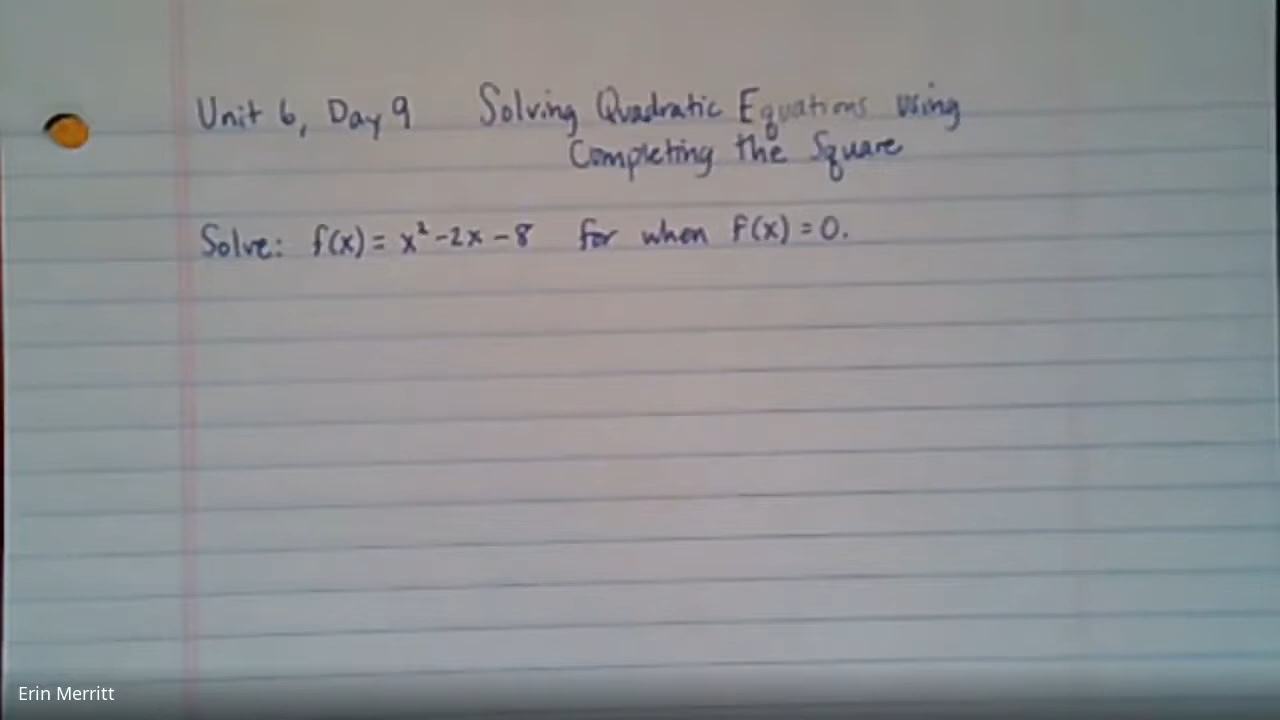 Unit 6, Day 9 Solving Quadratic Equations using
Completing the Square
Solve: f(x) = x² -2x -8 for when f(x) = 0.
Erin Merritt